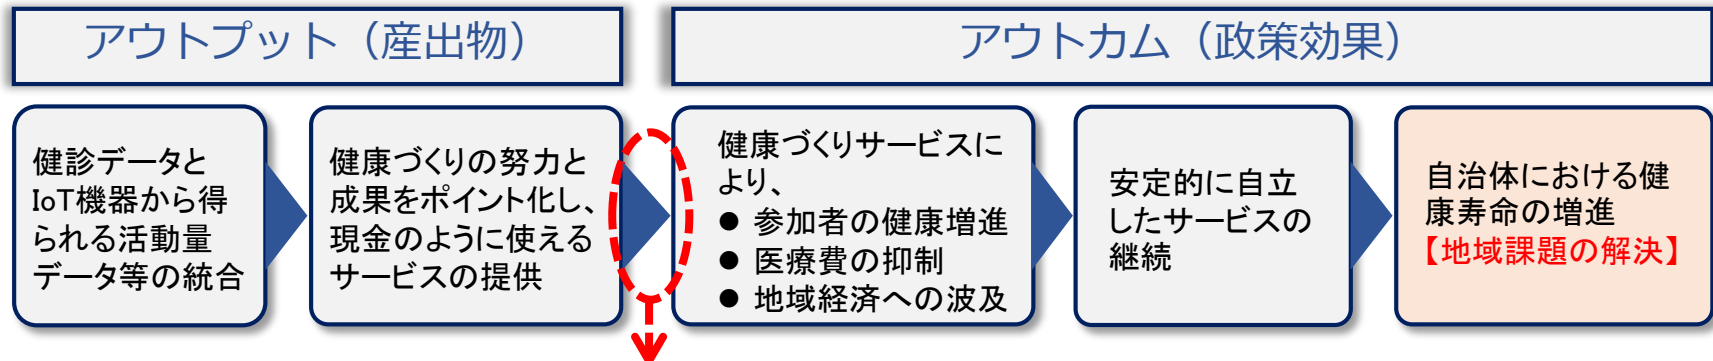 アウトプット（産出物）
アウトカム（政策効果）
健診データと
IoT機器から得
られる活動量
データ等の統合
健康づくりの努力と
成果をポイント化し、
現金のように使える
サービスの提供
健康づくりサービスに
より、
● 参加者の健康増進
● 医療費の抑制
● 地域経済への波及
安定的に自立
したサービスの
継続
自治体における健
康寿命の増進
【地域課題の解決】